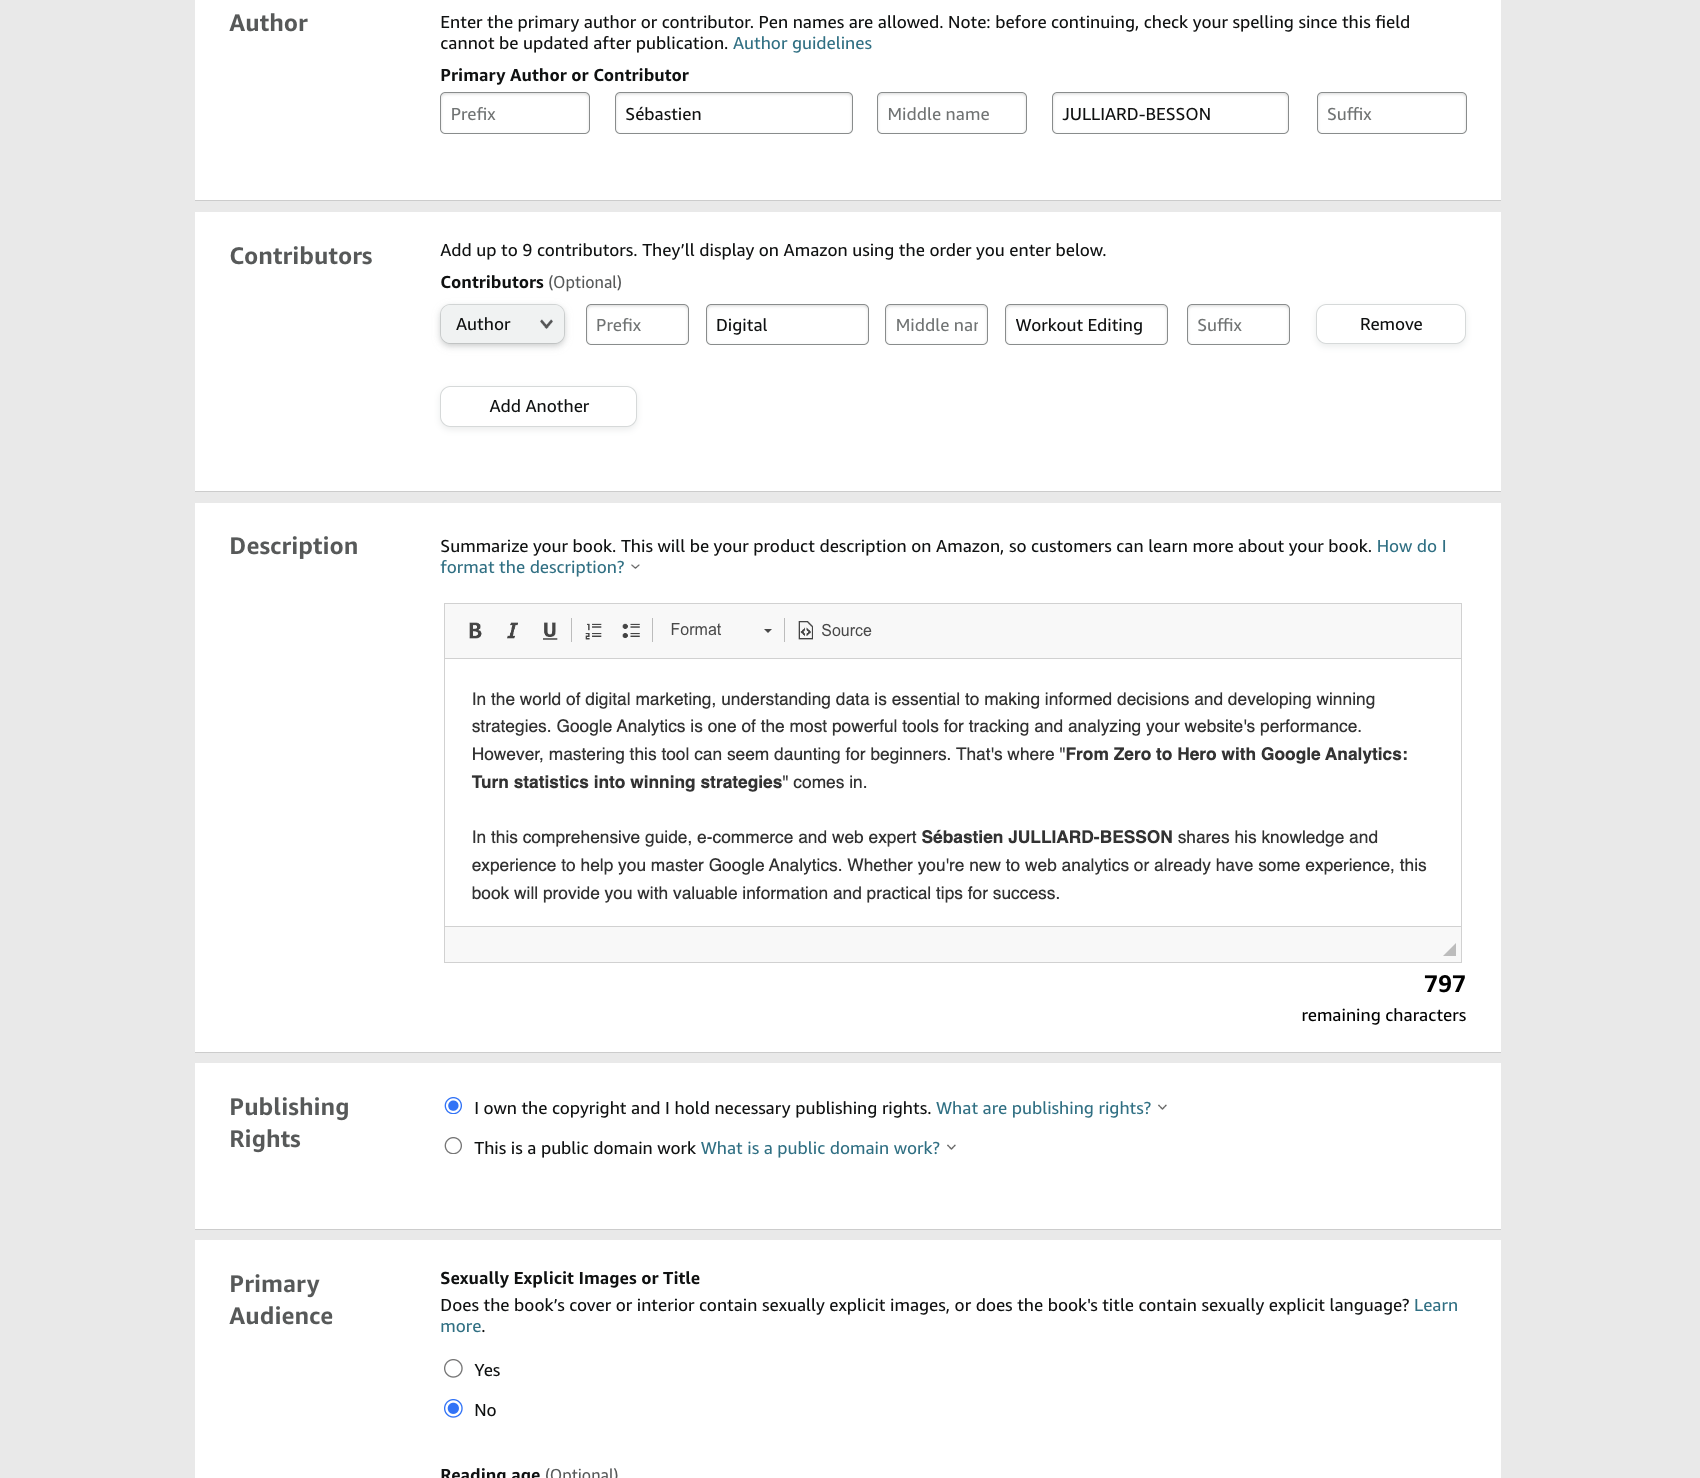 Author
Enter the primary author or contributor. Pen names are allowed. Note: before continuing, check your spelling since this field
cannot be updated after publication. Author guidelines
Primary Author or Contributor
Prefix Sébastien Middle name JULLIARD-BESSON Suffix
Contributors
Add up to 9 contributors. They’ll display on Amazon using the order you enter below.
Contributors (Optional)
Author Prefix Digital Middle nar Workout Editing Suffix Remove
Add Another
Description
Summarize your book. This will be your product description on Amazon, so customers can learn more about your book. How do I
format the description?
B I U Format Source
In the world of digital marketing, understanding data is essential to making informed decisions and developing winning
strategies. Google Analytics is one of the most powerful tools for tracking and analyzing your website's performance.
However, mastering this tool can seem daunting for beginners. That's where "From Zero to Hero with Google Analytics:
Turn statistics into winning strategies" comes in.
In this comprehensive guide, e-commerce and web expert Sébastien JULLIARD-BESSON shares his knowledge and
experience to help you master Google Analytics. Whether you're new to web analytics or already have some experience, this
book will provide you with valuable information and practical tips for success.
797
remaining characters
Publishing
Rights
I own the copyright and I hold necessary publishing rights. What are publishing rights?
This is a public domain work What is a public domain work?
Primary
Audience
Sexually Explicit Images or Title
Does the book’s cover or interior contain sexually explicit images, or does the book's title contain sexually explicit language? Learn
more.
Yes
No
Reading age (Optional)